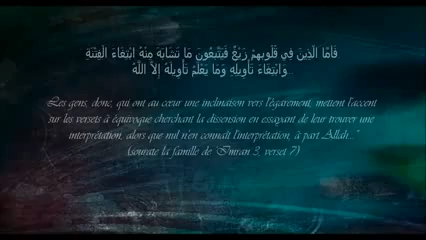 فَأَمَّا الَّذِينَ فِي قُلُوبِهِمْ زَيْغٌ فَيَتَّبِعُونَ مَا تَشَابَهَ مِنْهُ ابْتِغَاءَ الْفِتْنَةِ
وَابْتِغَاءَ تَأْوِيلِهِ وَمَا يَعْلَمُ تَأْوِيلَهُ إِلاَّ اللَّهُ...
Les gens, donc, qui ont au cœur une inclinaison vers l'égarement, mettent l'accent
sur les versets à équivoque cherchant la dissension en essayant de leur trouver une
interprétation, alors que nul n'en connaît l'interprétation, à part Allah..."
(sourate la famille de 'Imran 3, verset 7)